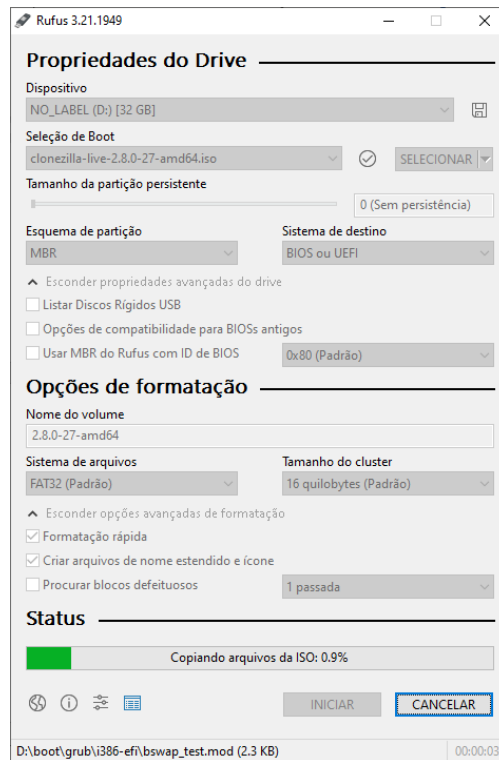 Rufus 3.21.1949
Propriedades do Drive
Dispositivo
NO_LABEL (D:) [32 GB]
Seleção de Boot
clonezilla-live-2.8.0-27-amd64.iso SELECIONAR
Tamanho da partição persistente
0 (Sem persistência)
Esquema de partição Sistema de destino
MBR BIOS ou UEFI
Esconder propriedades avançadas do drive
Listar Discos Rígidos USB
Opções de compatibilidade para BIOSs antigos
Usar MBR do Rufus com ID de BIOS 0x80 (Padrão)
Opções de formatação
Nome do volume
2.8.0-27-amd64
Sistema de arquivos Tamanho do cluster
FAT32 (Padrão) 16 quilobytes (Padrão)
Esconder opções avançadas de formatação
Formatação rápida
Criar arquivos de nome estendido e ícone
Procurar blocos defeituosos 1 passada
Status
Copiando arquivos da ISO: 0.9%
INICIAR CANCELAR
D:\boot\grub\i386-efi\bswap_test.mod (2.3 KB) 00:00:03